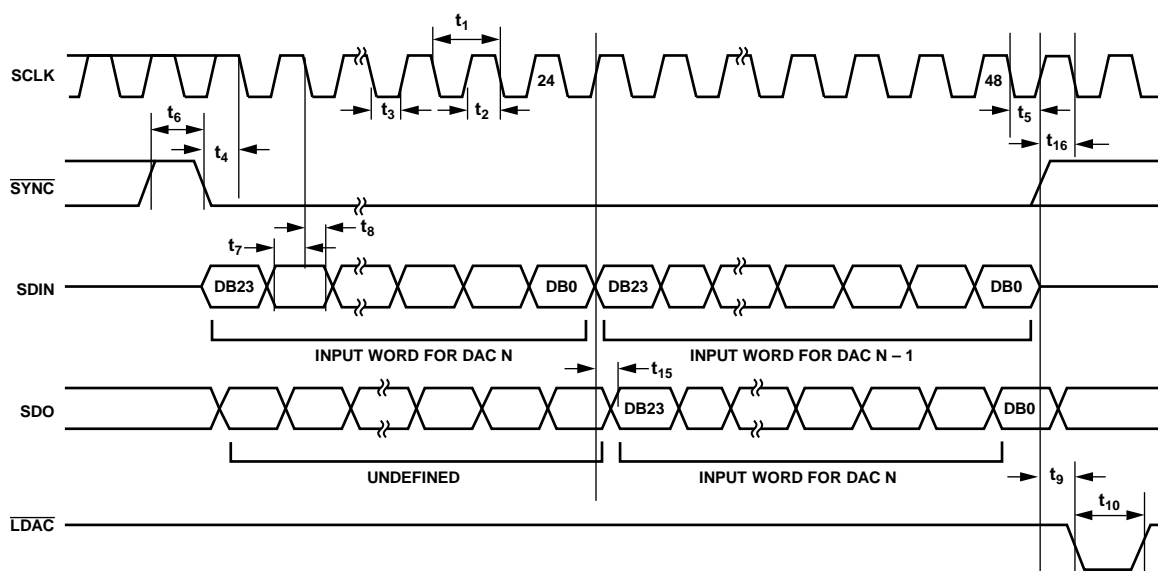 t1
SCLK
24
48
t3
t2
t5
t6
t4
t16
SYNC
t7
t8
SDIN
DB23
DB0
DB23
DB0
INPUT WORD FOR DAC N
INPUT WORD FOR DAC N – 1
t15
SDO
DB23
DB0
UNDEFINED
INPUT WORD FOR DAC N
t9
t10
LDAC